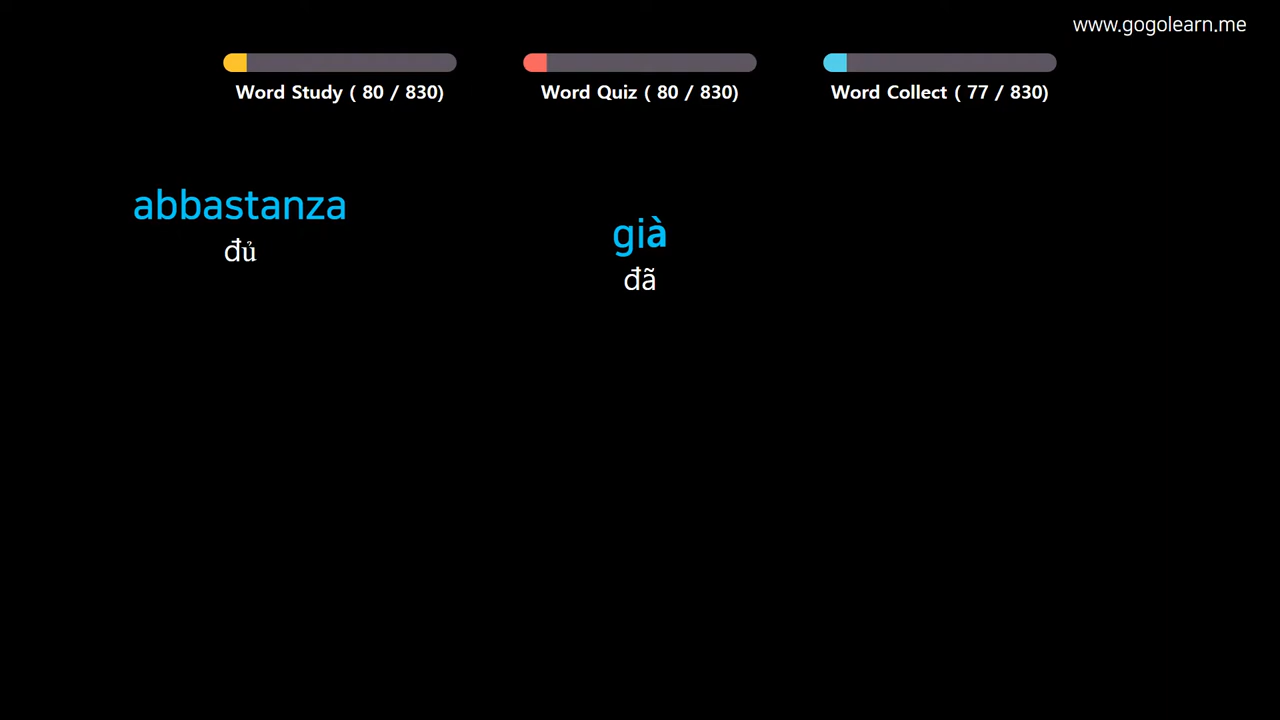 www.gogolearn.me
Word Study ( 80 / 830)
Word Quiz ( 80 / 830)
Word Collect ( 77 / 830)
abbastanza
đủ
già
đã